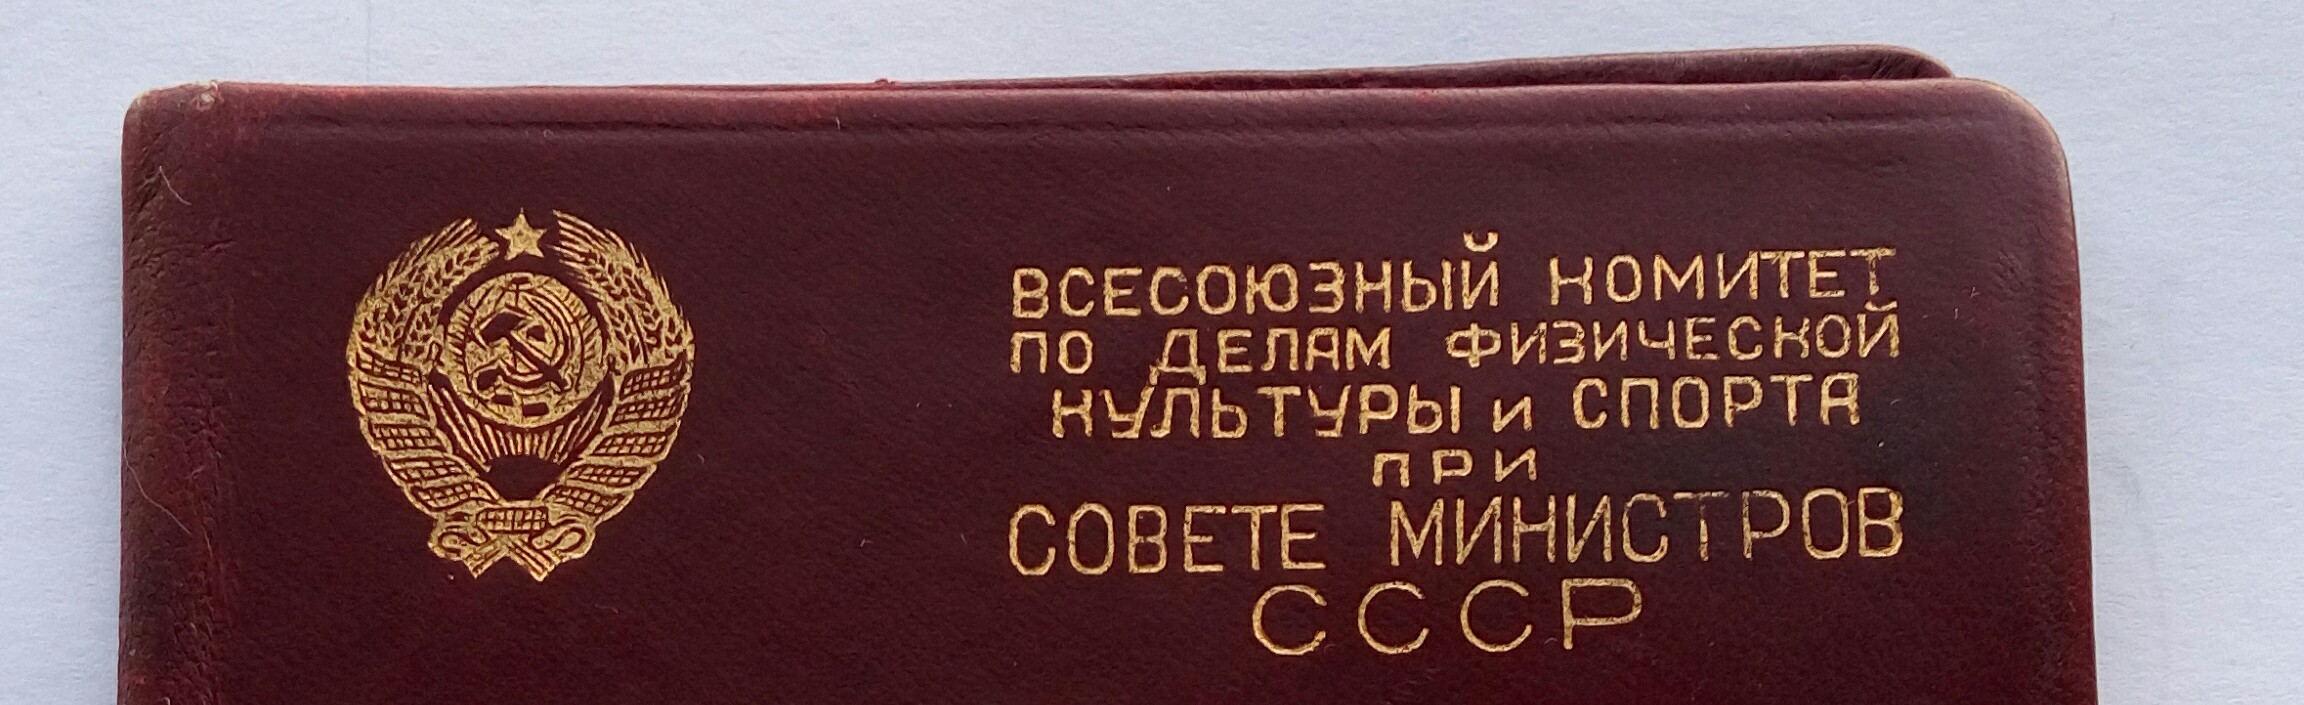 ВСЕСОЮЗНЫЙ КОМИТЕТ
ПО ДЕЛАМ ФИЗИЧЕСКОЙ
КУЛЬТУРЫ и СПОРТА
ПРИ
СОВЕТЕ МИНИСТРОВ
СССР